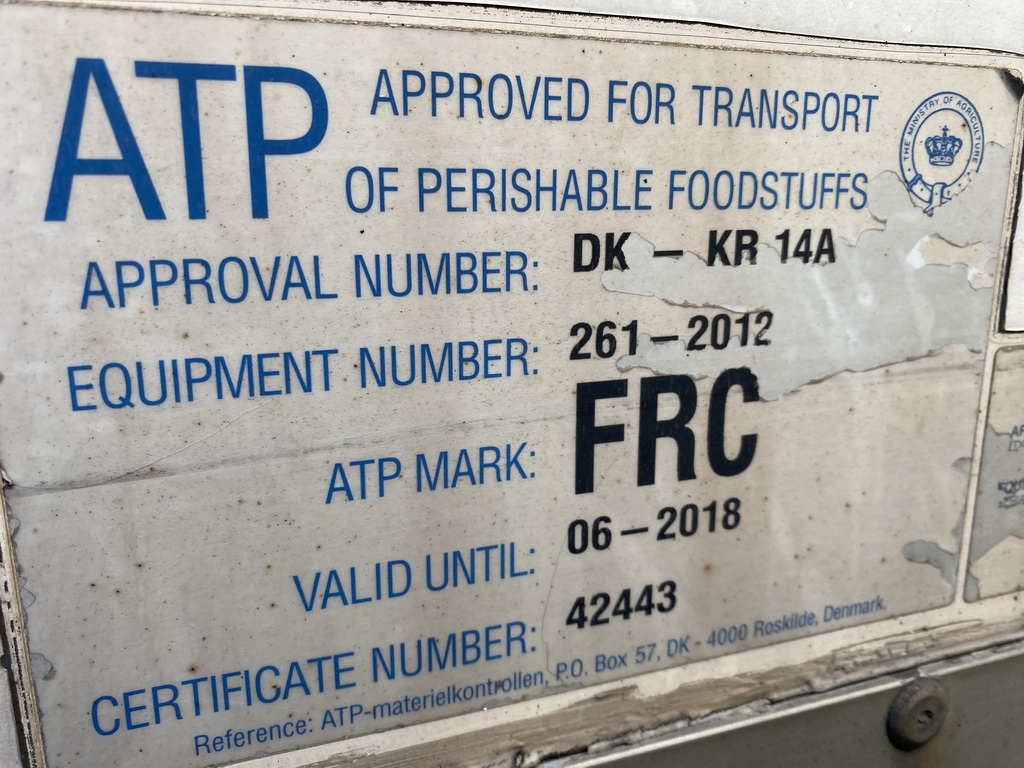 ATP
APPROVED FOR TRANSPORT
OF PERISHABLE FOODSTUFFS
THE MINISTRY OF AGRICULTURE
APPROVAL NUMBER: DK – KR 14A
EQUIPMENT NUMBER: 261 – 2012
ATP MARK: FRC
VALID UNTIL: 06 – 2018
CERTIFICATE NUMBER: 42443
Reference: ATP-materielkontrollen, P.O. Box 57, DK - 4000 Roskilde, Denmark.